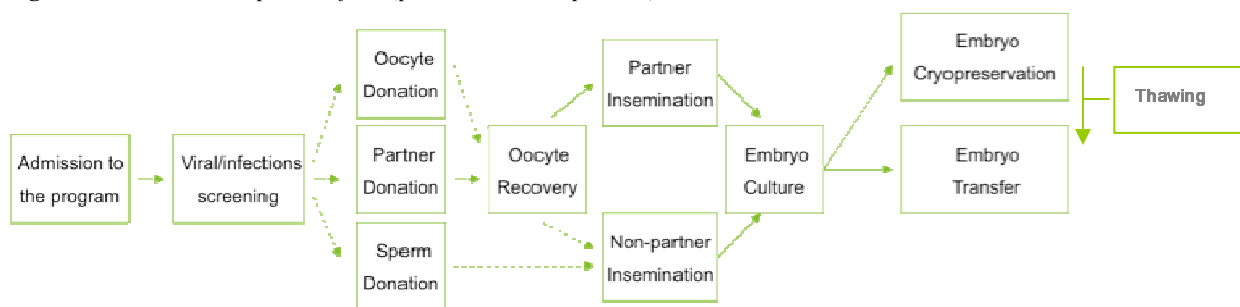 Admission to
the program
Viral/infections
screening
Oocyte
Donation
Partner
Donation
Sperm
Donation
Oocyte
Recovery
Partner
Insemination
Non-partner
Insemination
Embryo
Culture
Embryo
Cryopreservation
Embryo
Transfer
Thawing